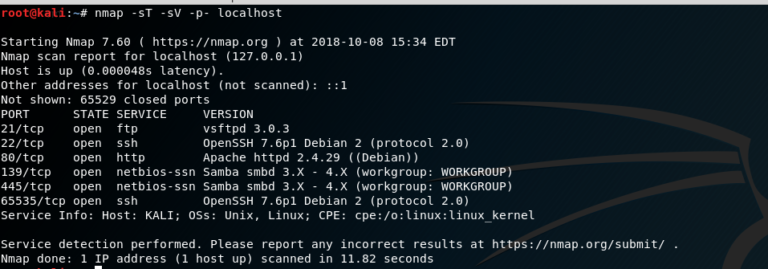 root@kali:~# nmap -sT -sV -p- localhost
Starting Nmap 7.60 ( https://nmap.org ) at 2018-10-08 15:34 EDT
Nmap scan report for localhost (127.0.0.1)
Host is up (0.000048s latency).
Other addresses for localhost (not scanned): ::1
Not shown: 65529 closed ports
PORT      STATE SERVICE     VERSION
21/tcp    open  ftp         vsftpd 3.0.3
22/tcp    open  ssh         OpenSSH 7.6p1 Debian 2 (protocol 2.0)
80/tcp    open  http        Apache httpd 2.4.29 ((Debian))
139/tcp   open  netbios-ssn Samba smbd 3.X - 4.X (workgroup: WORKGROUP)
445/tcp   open  netbios-ssn Samba smbd 3.X - 4.X (workgroup: WORKGROUP)
65535/tcp open  ssh         OpenSSH 7.6p1 Debian 2 (protocol 2.0)
Service Info: Host: KALI; OSs: Unix, Linux; CPE: cpe:/o:linux:linux_kernel
Service detection performed. Please report any incorrect results at https://nmap.org/submit/ .
Nmap done: 1 IP address (1 host up) scanned in 11.82 seconds